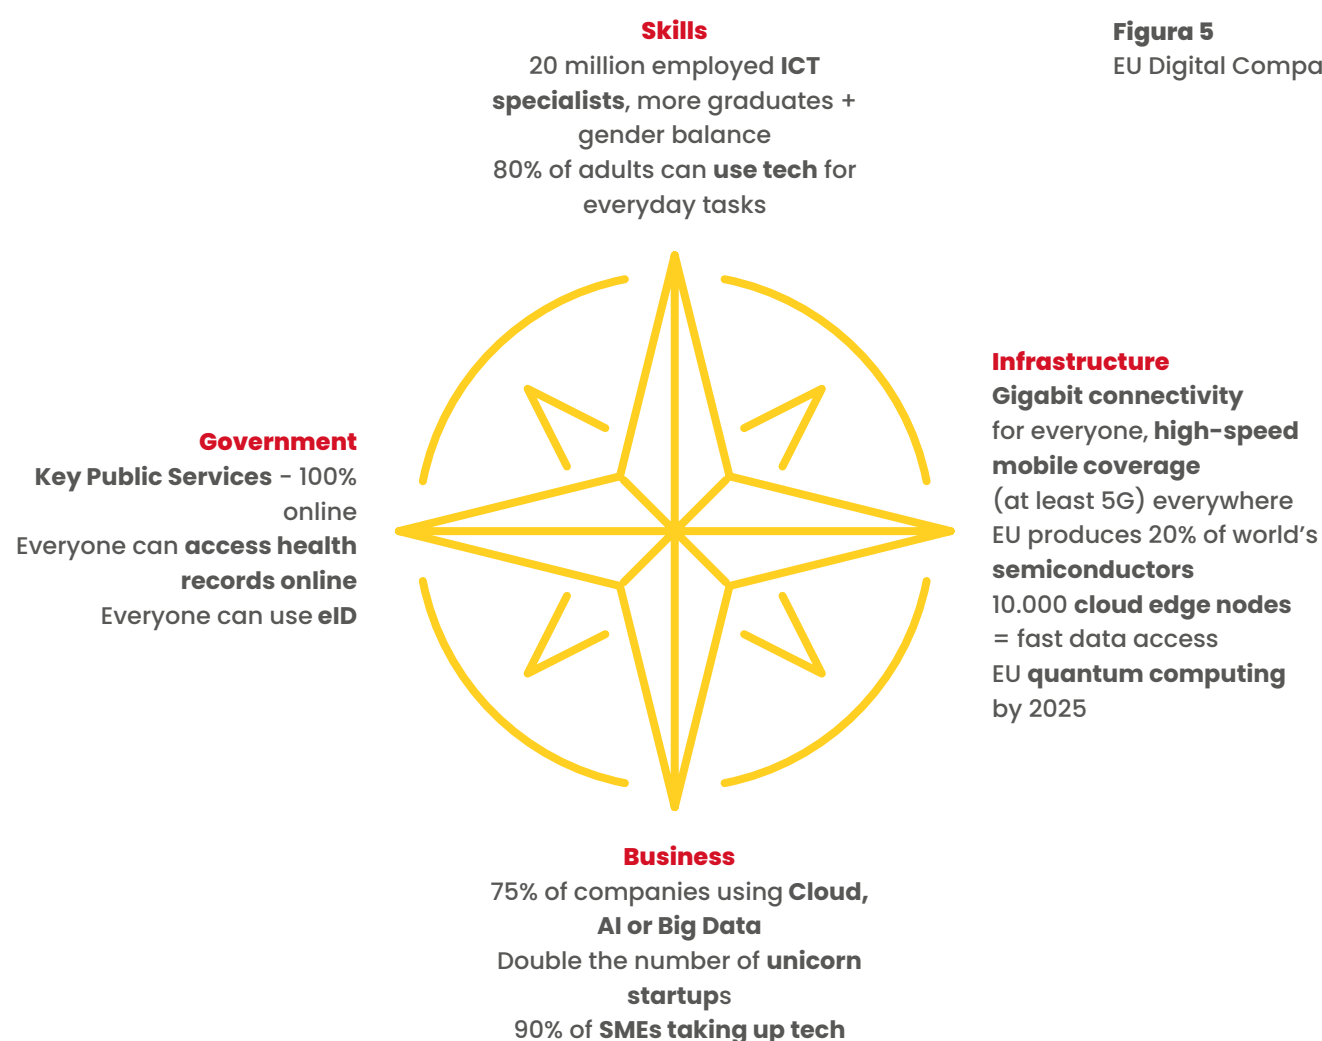 Skills
20 million employed ICT
specialists, more graduates +
gender balance
80% of adults can use tech for
everyday tasks
Figura 5
EU Digital Compa
Government
Key Public Services - 100%
online
Everyone can access health
records online
Everyone can use eID
Infrastructure
Gigabit connectivity
for everyone, high-speed
mobile coverage
(at least 5G) everywhere
EU produces 20% of world’s
semiconductors
10.000 cloud edge nodes
= fast data access
EU quantum computing
by 2025
Business
75% of companies using Cloud,
AI or Big Data
Double the number of unicorn
startups
90% of SMEs taking up tech